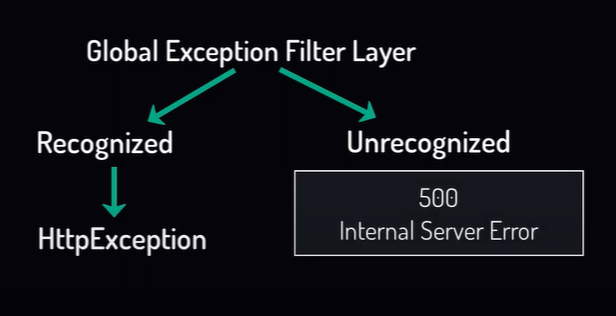 Global Exception Filter Layer
Recognized
Unrecognized
500
Internal Server Error
HttpException